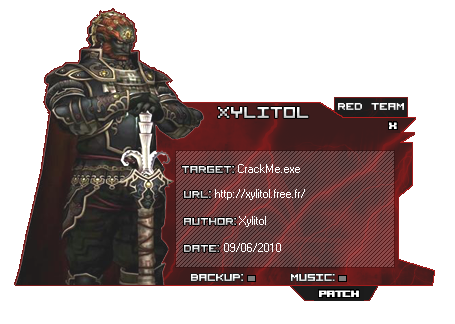 XYLITOL
RED TEAM
X
TARGET: CrackMe.exe
URL: http://xylitol.free.fr/
AUTHOR: Xylitol
DATE: 09/06/2010
BACKUP: MUSIC:
PATCH